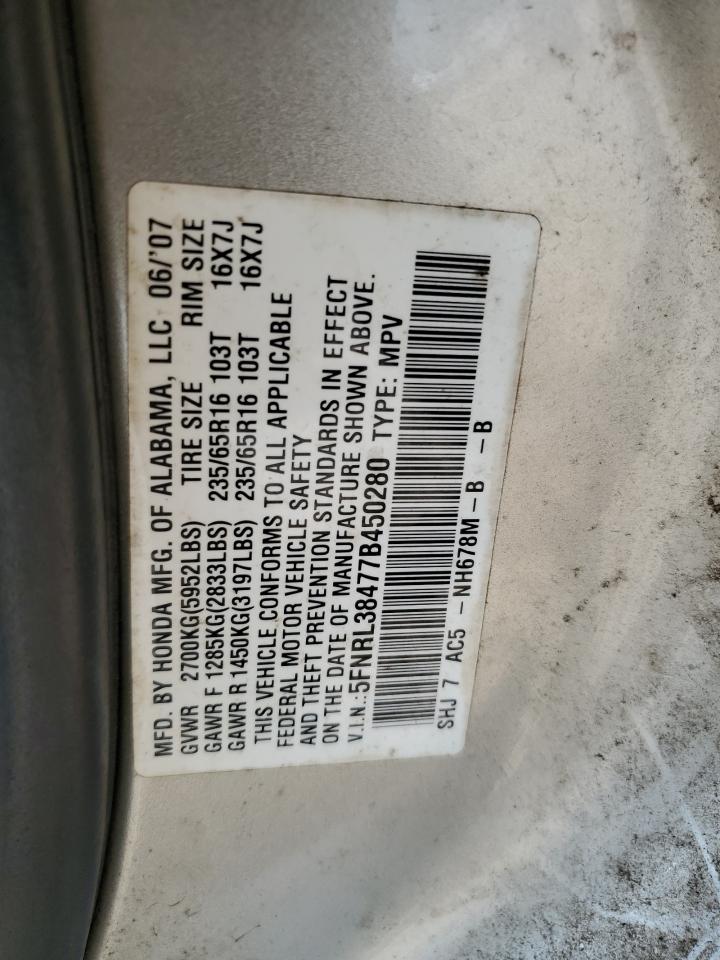 MFD. BY HONDA MFG. OF ALABAMA, LLC 06/'07
GVWR 2700KG(5952LBS) TIRE SIZE RIM SIZE
GAWR F 1285KG(2833LBS) 235/65R16 103T 16X7J
GAWR R 1450KG(3197LBS) 235/65R16 103T 16X7J
THIS VEHICLE CONFORMS TO ALL APPLICABLE
FEDERAL MOTOR VEHICLE SAFETY
AND THEFT PREVENTION STANDARDS IN EFFECT
ON THE DATE OF MANUFACTURE SHOWN ABOVE.
V.I.N.:5FNRL38477B450280 TYPE: MPV
SHJ 7 AC5 -NH678M-B -B